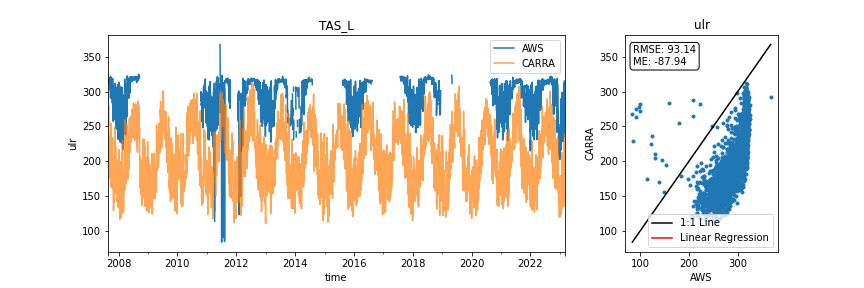 TAS_L
ulr
350
300
250
200
150
100
ulr
AWS
CARRA
2008
2010
2012
2014
2016
2018
2020
2022
time
ulr
RMSE: 93.14
ME: -87.94
350
300
250
200
150
100
CARRA
1:1 Line
Linear Regression
100
200
300
AWS